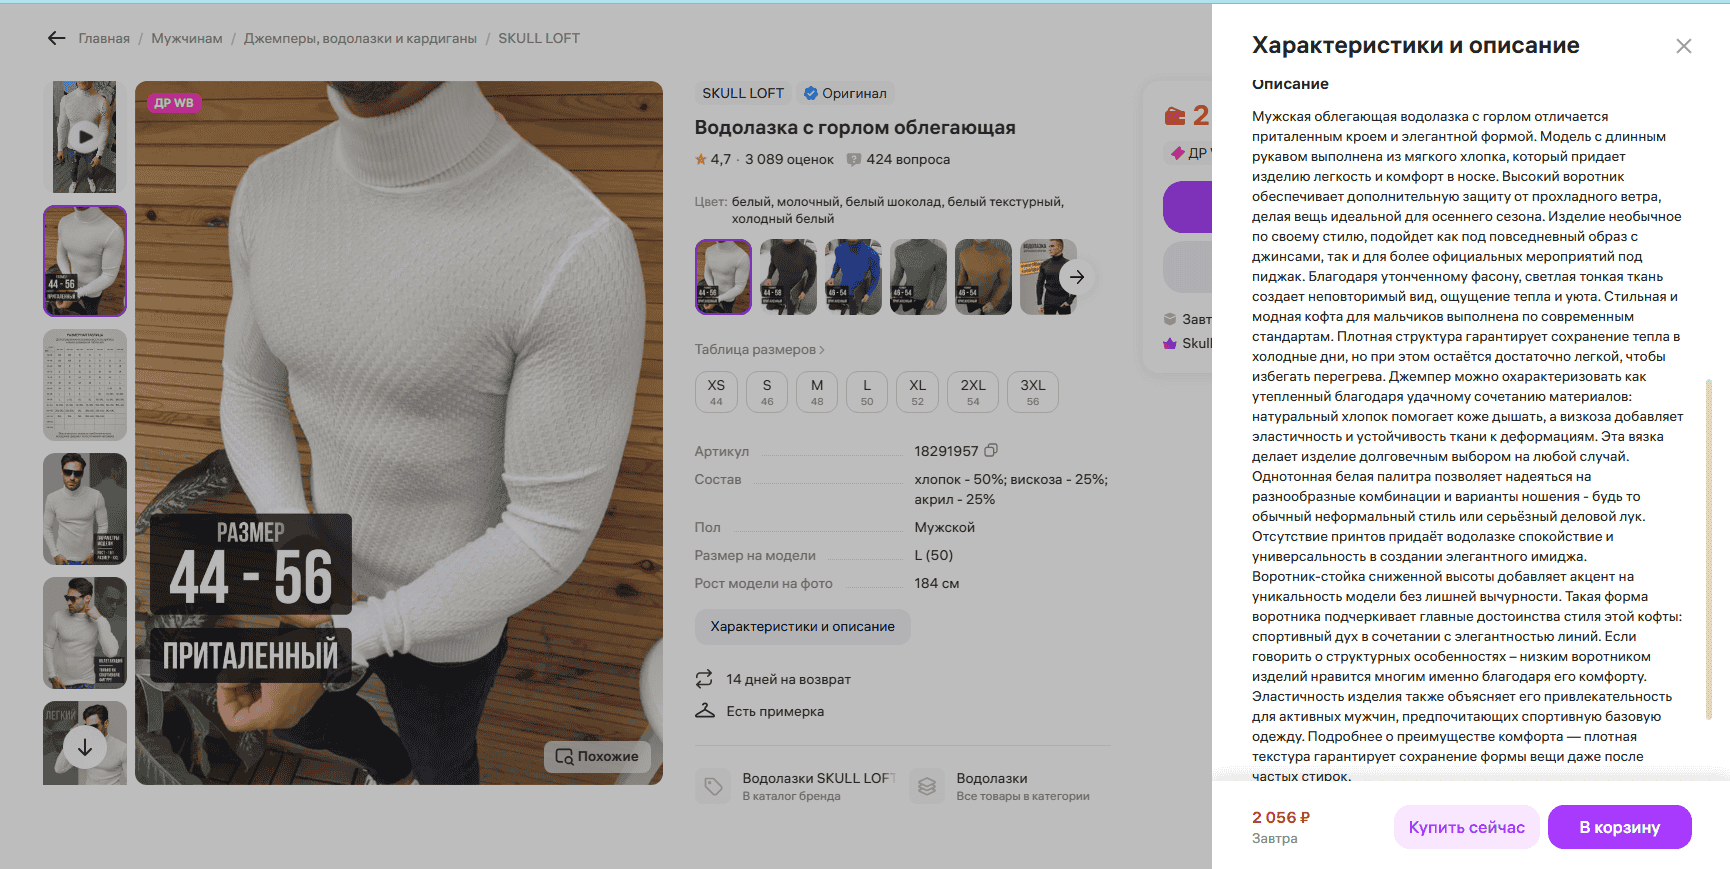 Главная / Мужчинам / Джемперы, водолазки и кардиганы / SKULL LOFT
ДР WB
РАЗМЕР
44 - 56
ПРИТАЛЕННЫЙ
Похожие
SKULL LOFT
Оригинал
Водолазка с горлом облегающая
4,7 · 3 089 оценок
424 вопроса
Цвет: белый, молочный, белый шоколад, белый текстурный,
холодный белый
Таблица размеров
XS S M L XL 2XL 3XL
44 46 48 50 52 54 56
Артикул 18291957
Состав хлопок - 50%; вискоза - 25%;
акрил - 25%
Пол Мужской
Размер на модели L (50)
Рост модели на фото 184 см
Характеристики и описание
14 дней на возврат
Есть примерка
Водолазки SKULL LOFT
В каталог бренда
Водолазки
Все товары в категории
2
ДР
Завт
Skull
Характеристики и описание
Описание
Мужская облегающая водолазка с горлом отличается
приталенным кроем и элегантной формой. Модель с длинным
рукавом выполнена из мягкого хлопка, который придает
изделию легкость и комфорт в носке. Высокий воротник
обеспечивает дополнительную защиту от прохладного ветра,
делая вещь идеальной для осеннего сезона. Изделие необычное
по своему стилю, подойдет как под повседневный образ с
джинсами, так и для более официальных мероприятий под
пиджак. Благодаря утонченному фасону, светлая тонкая ткань
создает неповторимый вид, ощущение тепла и уюта. Стильная и
модная кофта для мальчиков выполнена по современным
стандартам. Плотная структура гарантирует сохранение тепла в
холодные дни, но при этом остаётся достаточно легкой, чтобы
избегать перегрева. Джемпер можно охарактеризовать как
утепленный благодаря удачному сочетанию материалов:
натуральный хлопок помогает коже дышать, а вискоза добавляет
эластичность и устойчивость ткани к деформациям. Эта вязка
делает изделие долговечным выбором на любой случай.
Однотонная белая палитра позволяет надеяться на
разнообразные комбинации и варианты ношения - будь то
обычный неформальный стиль или серьёзный деловой лук.
Отсутствие принтов придаёт водолазке спокойствие и
универсальность в создании элегантного имиджа.
Воротник-стойка сниженной высоты добавляет акцент на
уникальность модели без лишней вычурности. Такая форма
воротника подчеркивает главные достоинства стиля этой кофты:
спортивный дух в сочетании с элегантностью линий. Если
говорить о структурных особенностях – низким воротником
изделий нравится многим именно благодаря его комфорту.
Эластичность изделия также объясняет его привлекательность
для активных мужчин, предпочитающих спортивную базовую
одежду. Подробнее о преимуществе комфорта — плотная
текстура гарантирует сохранение формы вещи даже после
частых стирок.
2 056 ₽
Завтра
Купить сейчас
В корзину